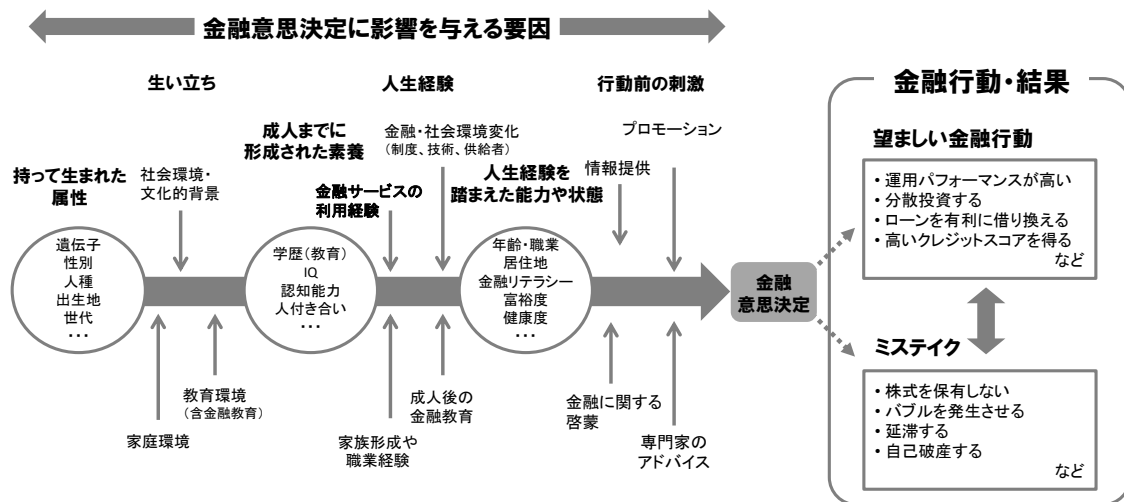 金融意思決定に影響を与える要因
生い立ち
人生経験
行動前の刺激
成人までに
形成された素養
金融・社会環境変化
(制度、技術、供給者)
プロモーション
持って生まれた
属性
社会環境・
文化的背景
金融サービスの
利用経験
人生経験を
踏まえた能力や状態
情報提供
遺伝子
性別
人種
出生地
世代
・・・
学歴(教育)
IQ
認知能力
人付き合い
・・・
年齢・職業
居住地
金融リテラシー
富裕度
健康度
・・・
金融
意思決定
教育環境
(含金融教育)
家庭環境
成人後の
金融教育
家族形成や
職業経験
金融に関する
啓蒙
専門家の
アドバイス
金融行動・結果
望ましい金融行動
・運用パフォーマンスが高い
・分散投資する
・ローンを有利に借り換える
・高いクレジットスコアを得る
など
ミステイク
・株式を保有しない
・バブルを発生させる
・延滞する
・自己破産する
など